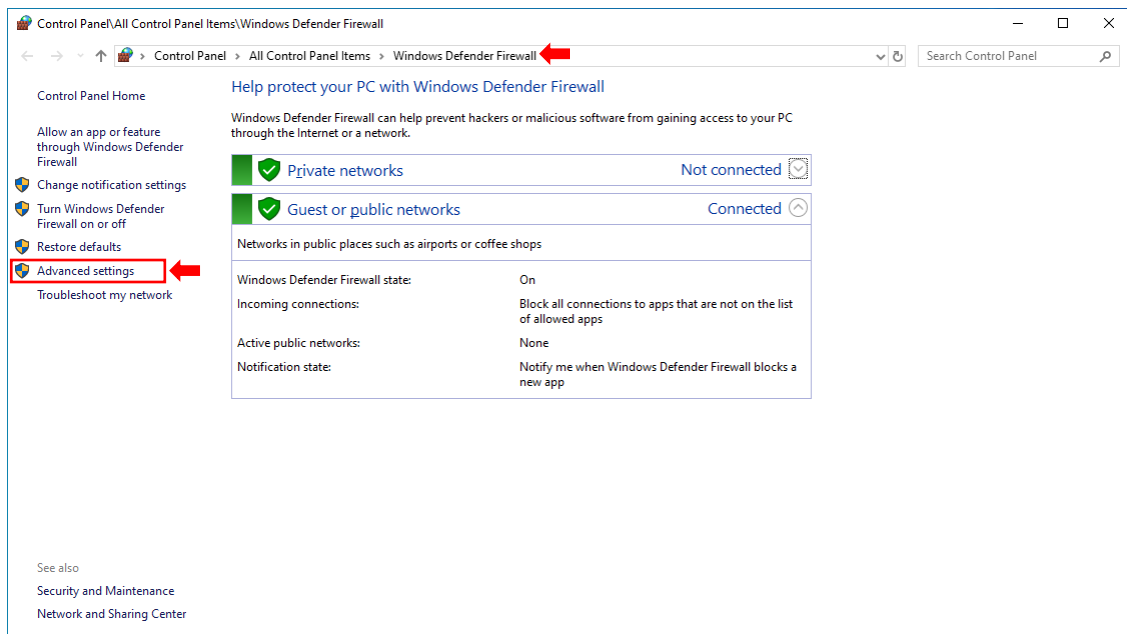 Control Panel\All Control Panel Items\Windows Defender Firewall
Control Panel > All Control Panel Items > Windows Defender Firewall
Search Control Panel
Control Panel Home
Allow an app or feature
through Windows Defender
Firewall
Change notification settings
Turn Windows Defender
Firewall on or off
Restore defaults
Advanced settings
Troubleshoot my network
Help protect your PC with Windows Defender Firewall
Windows Defender Firewall can help prevent hackers or malicious software from gaining access to your PC
through the Internet or a network.
Private networks Not connected
Guest or public networks Connected
Networks in public places such as airports or coffee shops
Windows Defender Firewall state: On
Incoming connections: Block all connections to apps that are not on the list
of allowed apps
Active public networks: None
Notification state: Notify me when Windows Defender Firewall blocks a
new app
See also
Security and Maintenance
Network and Sharing Center